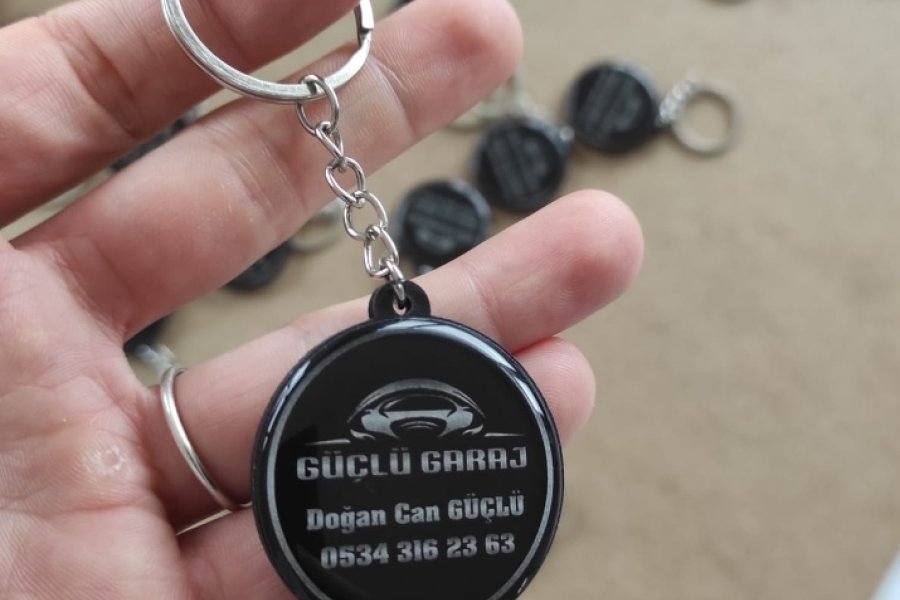 GÜÇLÜ GARAJ
Doğan Can GÜÇLÜ
0534 316 23 63